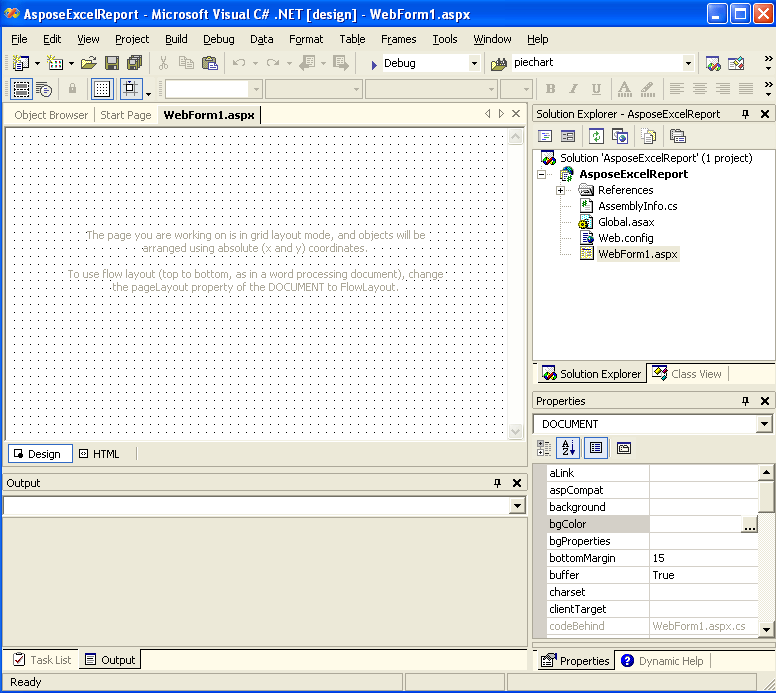 AsposeExcelReport - Microsoft Visual C# .NET [design] - WebForm1.aspx
File Edit View Project Build Debug Data Format Table Frames Tools Window Help
Debug piechart
B I U A
Object Browser Start Page WebForm1.aspx
The page you are working on is in grid layout mode, and objects will be
arranged using absolute (x and y) coordinates.
To use flow layout (top to bottom, as in a word processing document), change
the pageLayout property of the DOCUMENT to FlowLayout.
Design HTML
Output
Task List Output
Ready
Solution Explorer - AsposeExcelReport
Solution 'AsposeExcelReport' (1 project)
AsposeExcelReport
References
AssemblyInfo.cs
Global.asax
Web.config
WebForm1.aspx
Solution Explorer Class View
Properties
DOCUMENT
aLink
aspCompat
background
bgColor ...
bgProperties
bottomMargin 15
buffer True
charset
clientTarget
codeBehind WebForm1.aspx.cs
Properties Dynamic Help